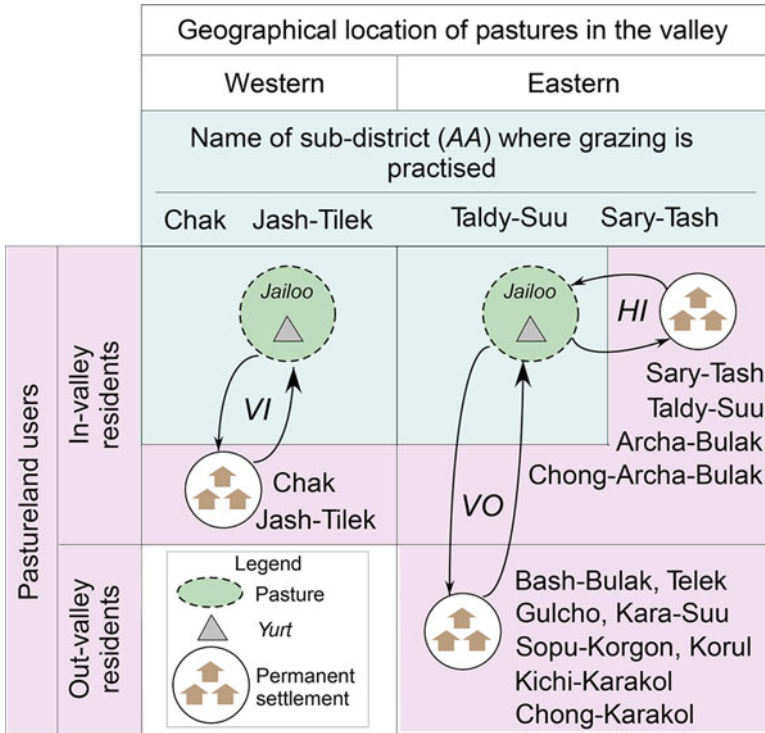 Geographical location of pastures in the valley
Western
Eastern
Name of sub-district (AA) where grazing is
practised
Chak
Jash-Tilek
Taldy-Suu
Sary-Tash
Pastureland users
In-valley
residents
Jailoo
VI
Chak
Jash-Tilek
Jailoo
HI
Sary-Tash
Taldy-Suu
Archa-Bulak
Chong-Archa-Bulak
VO
Out-valley
residents
Legend
Pasture
Yurt
Permanent
settlement
Bash-Bulak, Telek
Gulcho, Kara-Suu
Sopu-Korgon, Korul
Kichi-Karakol
Chong-Karakol